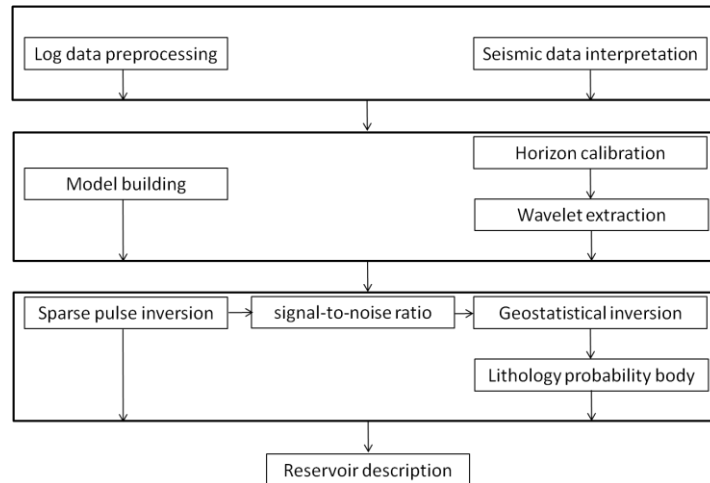 Log data preprocessing
Seismic data interpretation
Horizon calibration
Model building
Wavelet extraction
Sparse pulse inversion
signal-to-noise ratio
Geostatistical inversion
Lithology probability body
Reservoir description